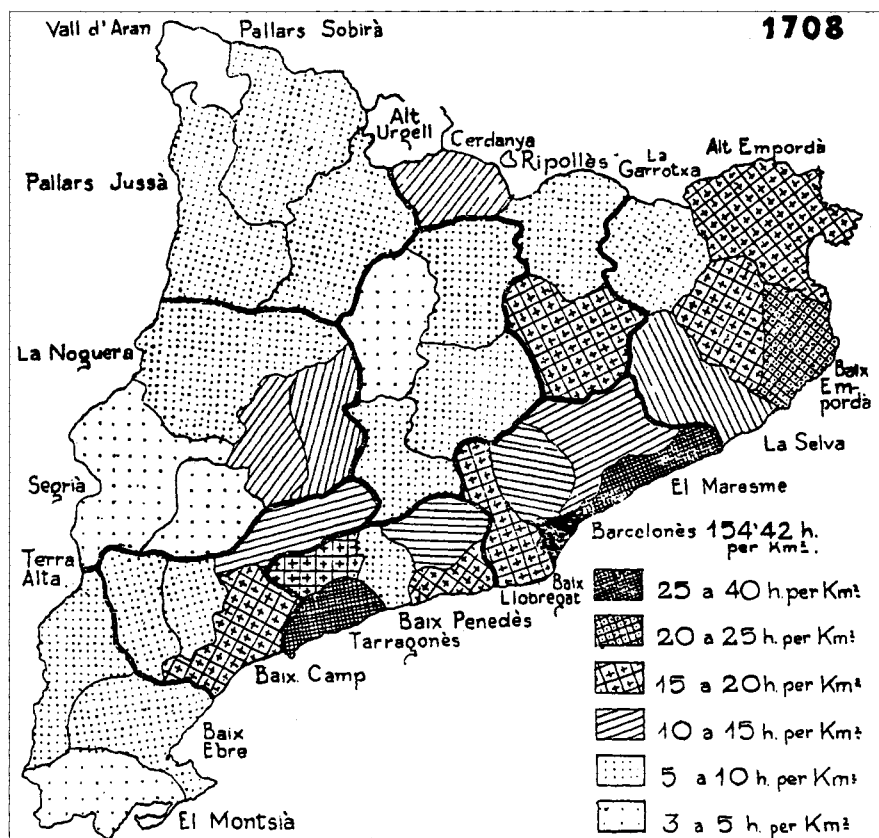 1708
Vall d'Aran
Pallars Sobirà
Alt
Urgell
Cerdanya
Ripollès
La
Garrotxa
Alt Empordà
Pallars Jussà
La Noguera
Baix
Em-
pordà
La Selva
Segrià
El Maresme
Terra
Alta
Barcelonès 154'42 h.
per Km².
Baix
Llobregat
Baix Penedès
Tarragonès
Baix Camp
Baix
Ebre
El Montsià
25 a 40 h. per Km²
20 a 25 h. per Km²
15 a 20 h. per Km²
10 a 15 h. per Km²
5 a 10 h. per Km²
3 a 5 h. per Km²